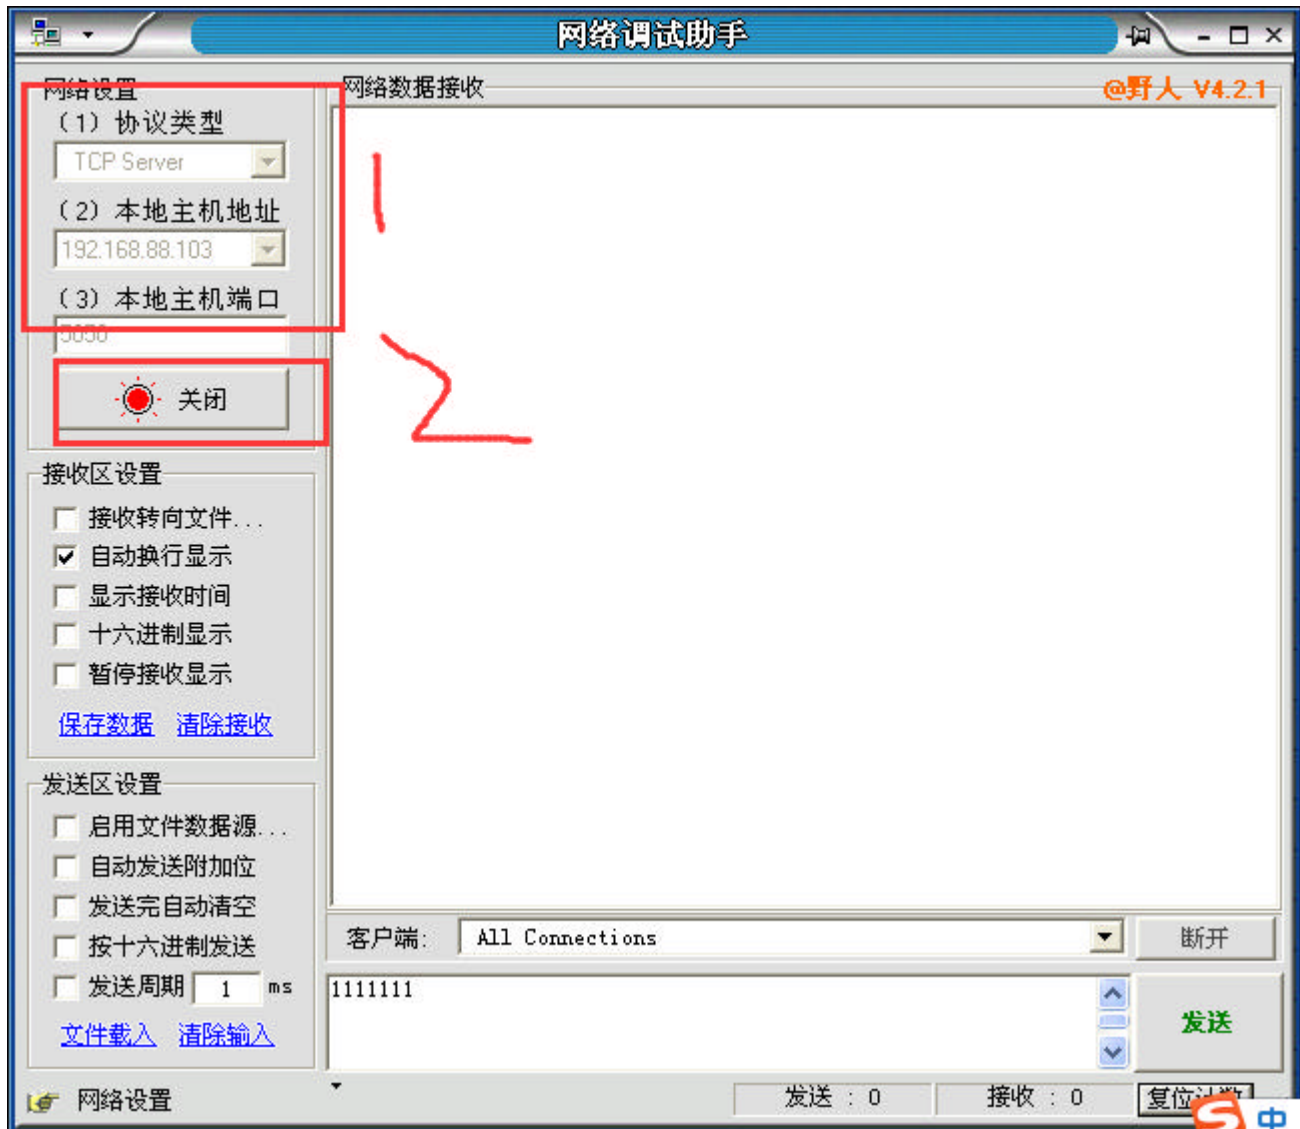 网络调试助手
网络设置
(1) 协议类型
TCP Server
(2) 本地主机地址
192.168.88.103
(3) 本地主机端口
5050
关闭
接收区设置
接收转向文件...
自动换行显示
显示接收时间
十六进制显示
暂停接收显示
保存数据 清除接收
发送区设置
启用文件数据源...
自动发送附加位
发送完自动清空
按十六进制发送
发送周期 1 ms
文件载入 清除输入
网络数据接收
@野人 V4.2.1
1
2
客户端: All Connections 断开
1111111
发送
网络设置
发送 : 0 接收 : 0 复位计数
中